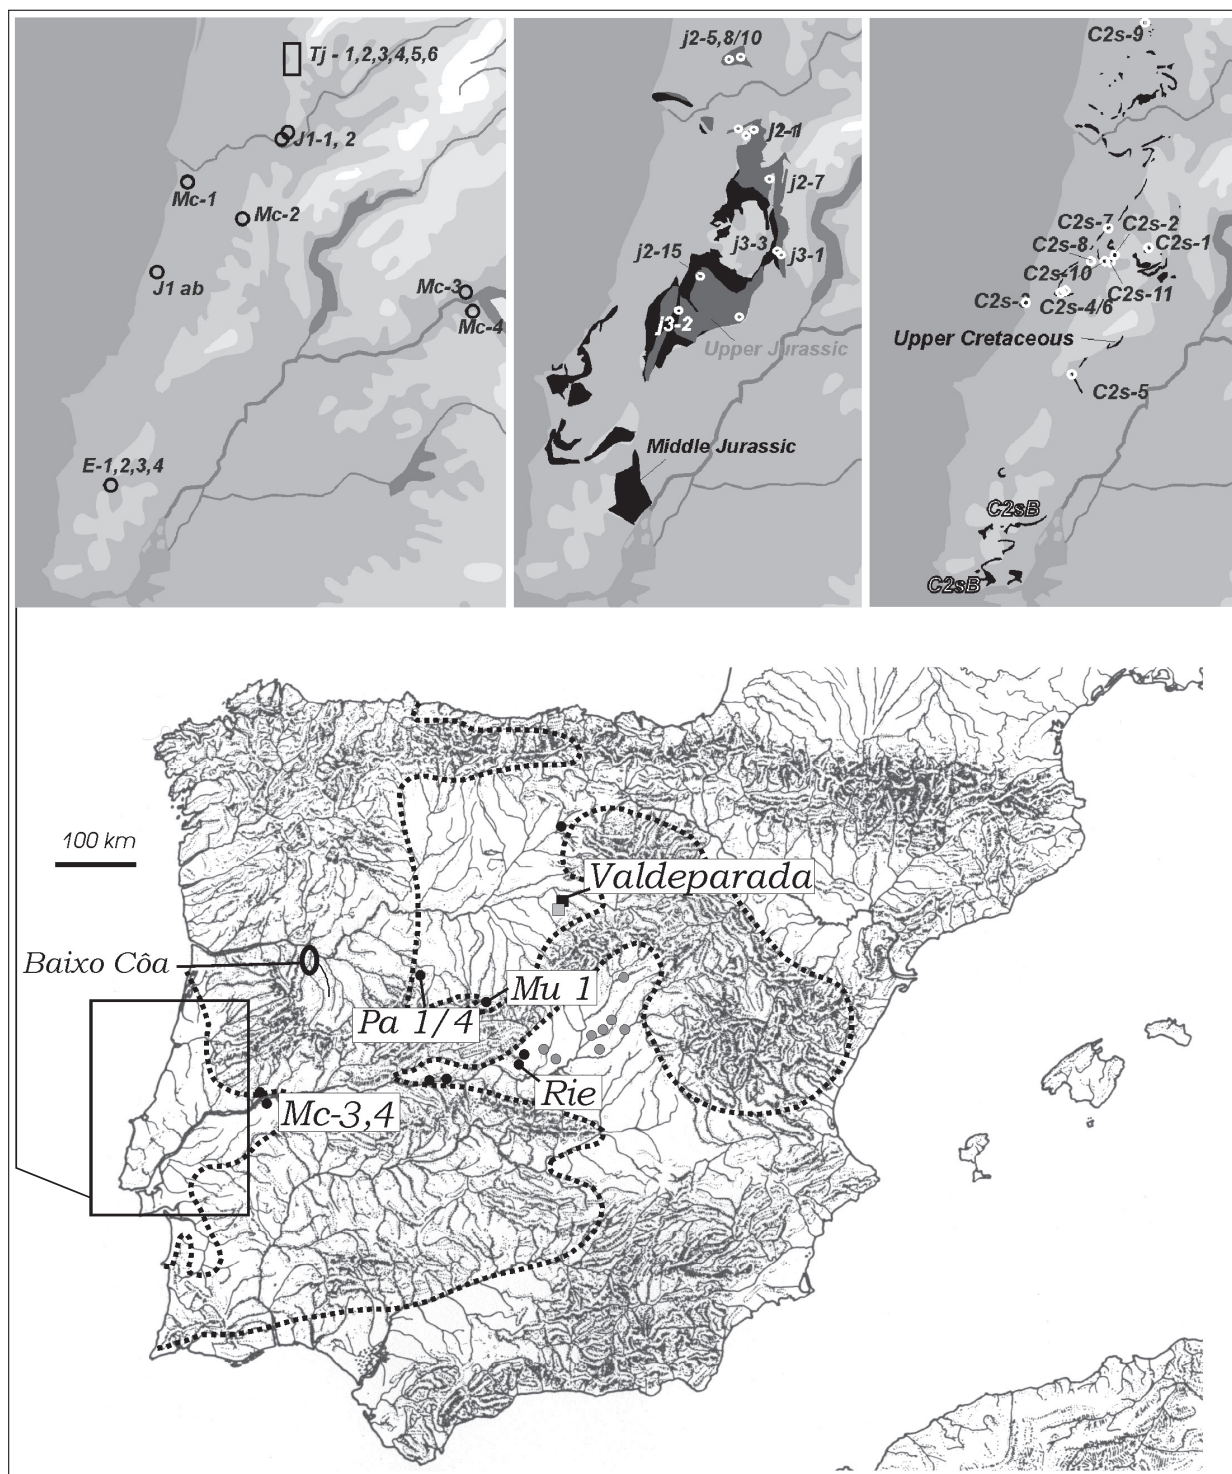 Tj - 1,2,3,4,5,6
J1-1, 2
Mc-1
Mc-2
J1 ab
Mc-3
Mc-4
E-1,2,3,4
j2-5,8/10
j2-7
j3-3
j3-1
j2-15
j3-2
Upper Jurassic
Middle Jurassic
C2s-9
C2s-7
C2s-2
C2s-8
C2s-1
C2s-10
C2s-11
C2s-4/6
Upper Cretaceous
C2s-5
C2sB
C2sB
100 km
Valdeparada
Baixo Côa
Mu 1
Pa 1/4
Rie
Mc-3,4